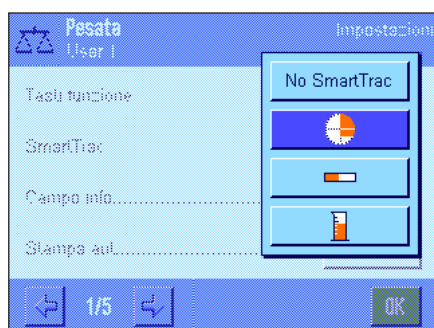 Pesata
Impostazioni
User 1
No SmartTrac
Tasti funzione
SmartTrac
Campo info
Stampa aut.
1/5
OK